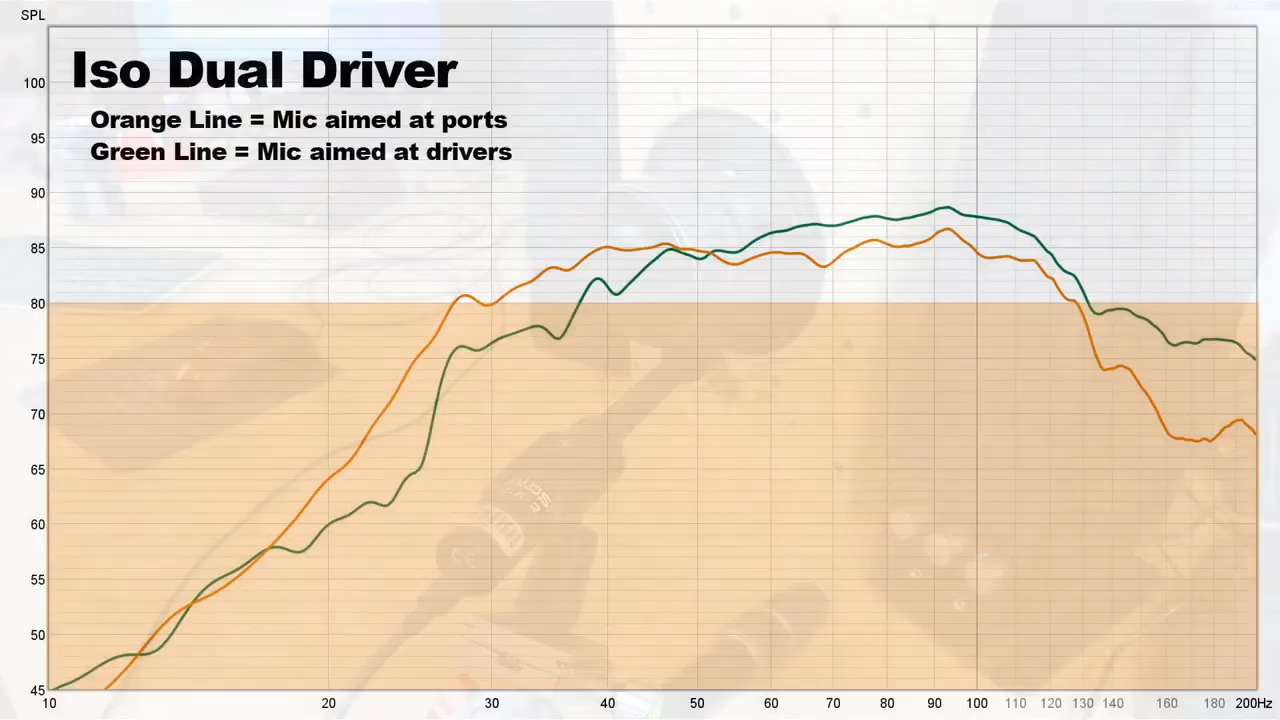 SPL
Iso Dual Driver
Orange Line = Mic aimed at ports
Green Line = Mic aimed at drivers
100
95
90
85
80
75
70
65
60
55
50
45
10 20 30 40 50 60 70 80 90 100 110 120 130 140 160 180 200Hz